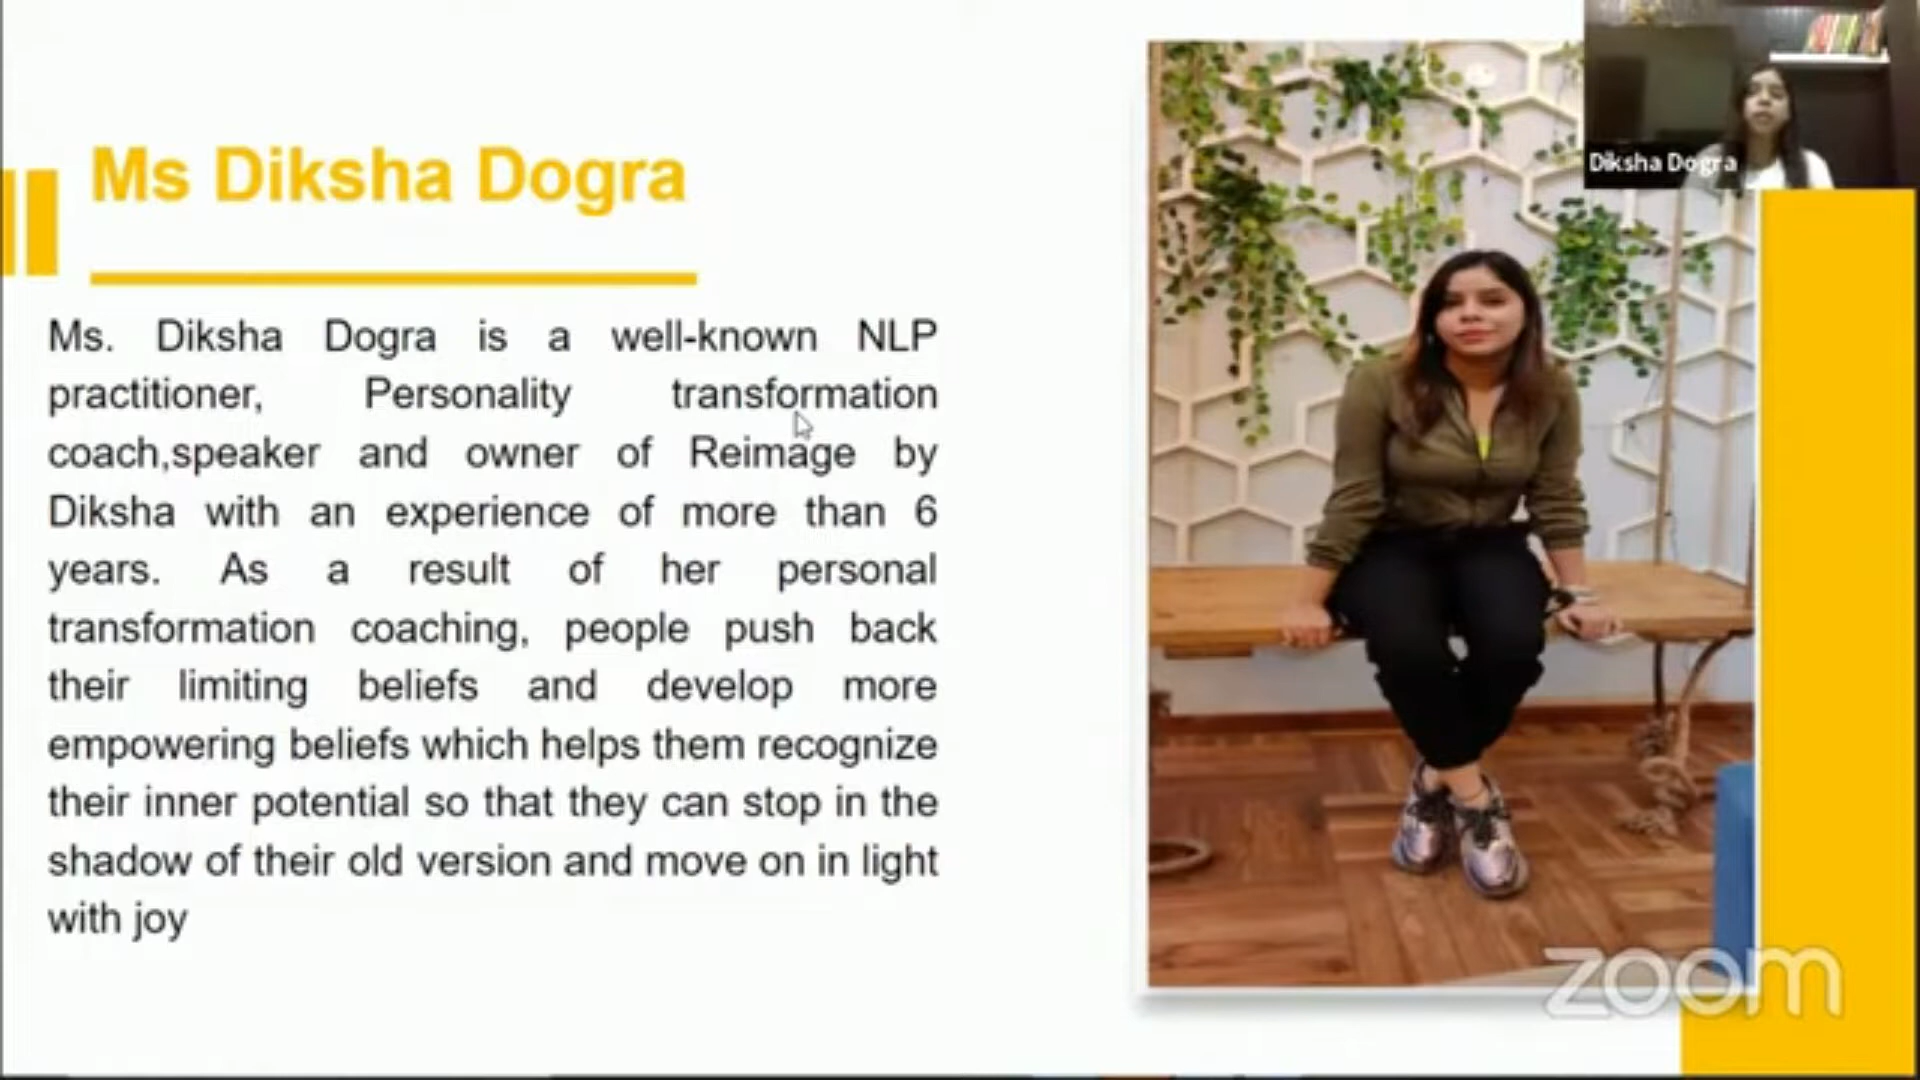 Ms Diksha Dogra
Ms. Diksha Dogra is a well-known NLP
practitioner, Personality transformation
coach,speaker and owner of Reimage by
Diksha with an experience of more than 6
years. As a result of her personal
transformation coaching, people push back
their limiting beliefs and develop more
empowering beliefs which helps them recognize
their inner potential so that they can stop in the
shadow of their old version and move on in light
with joy
Diksha Dogra
zoom